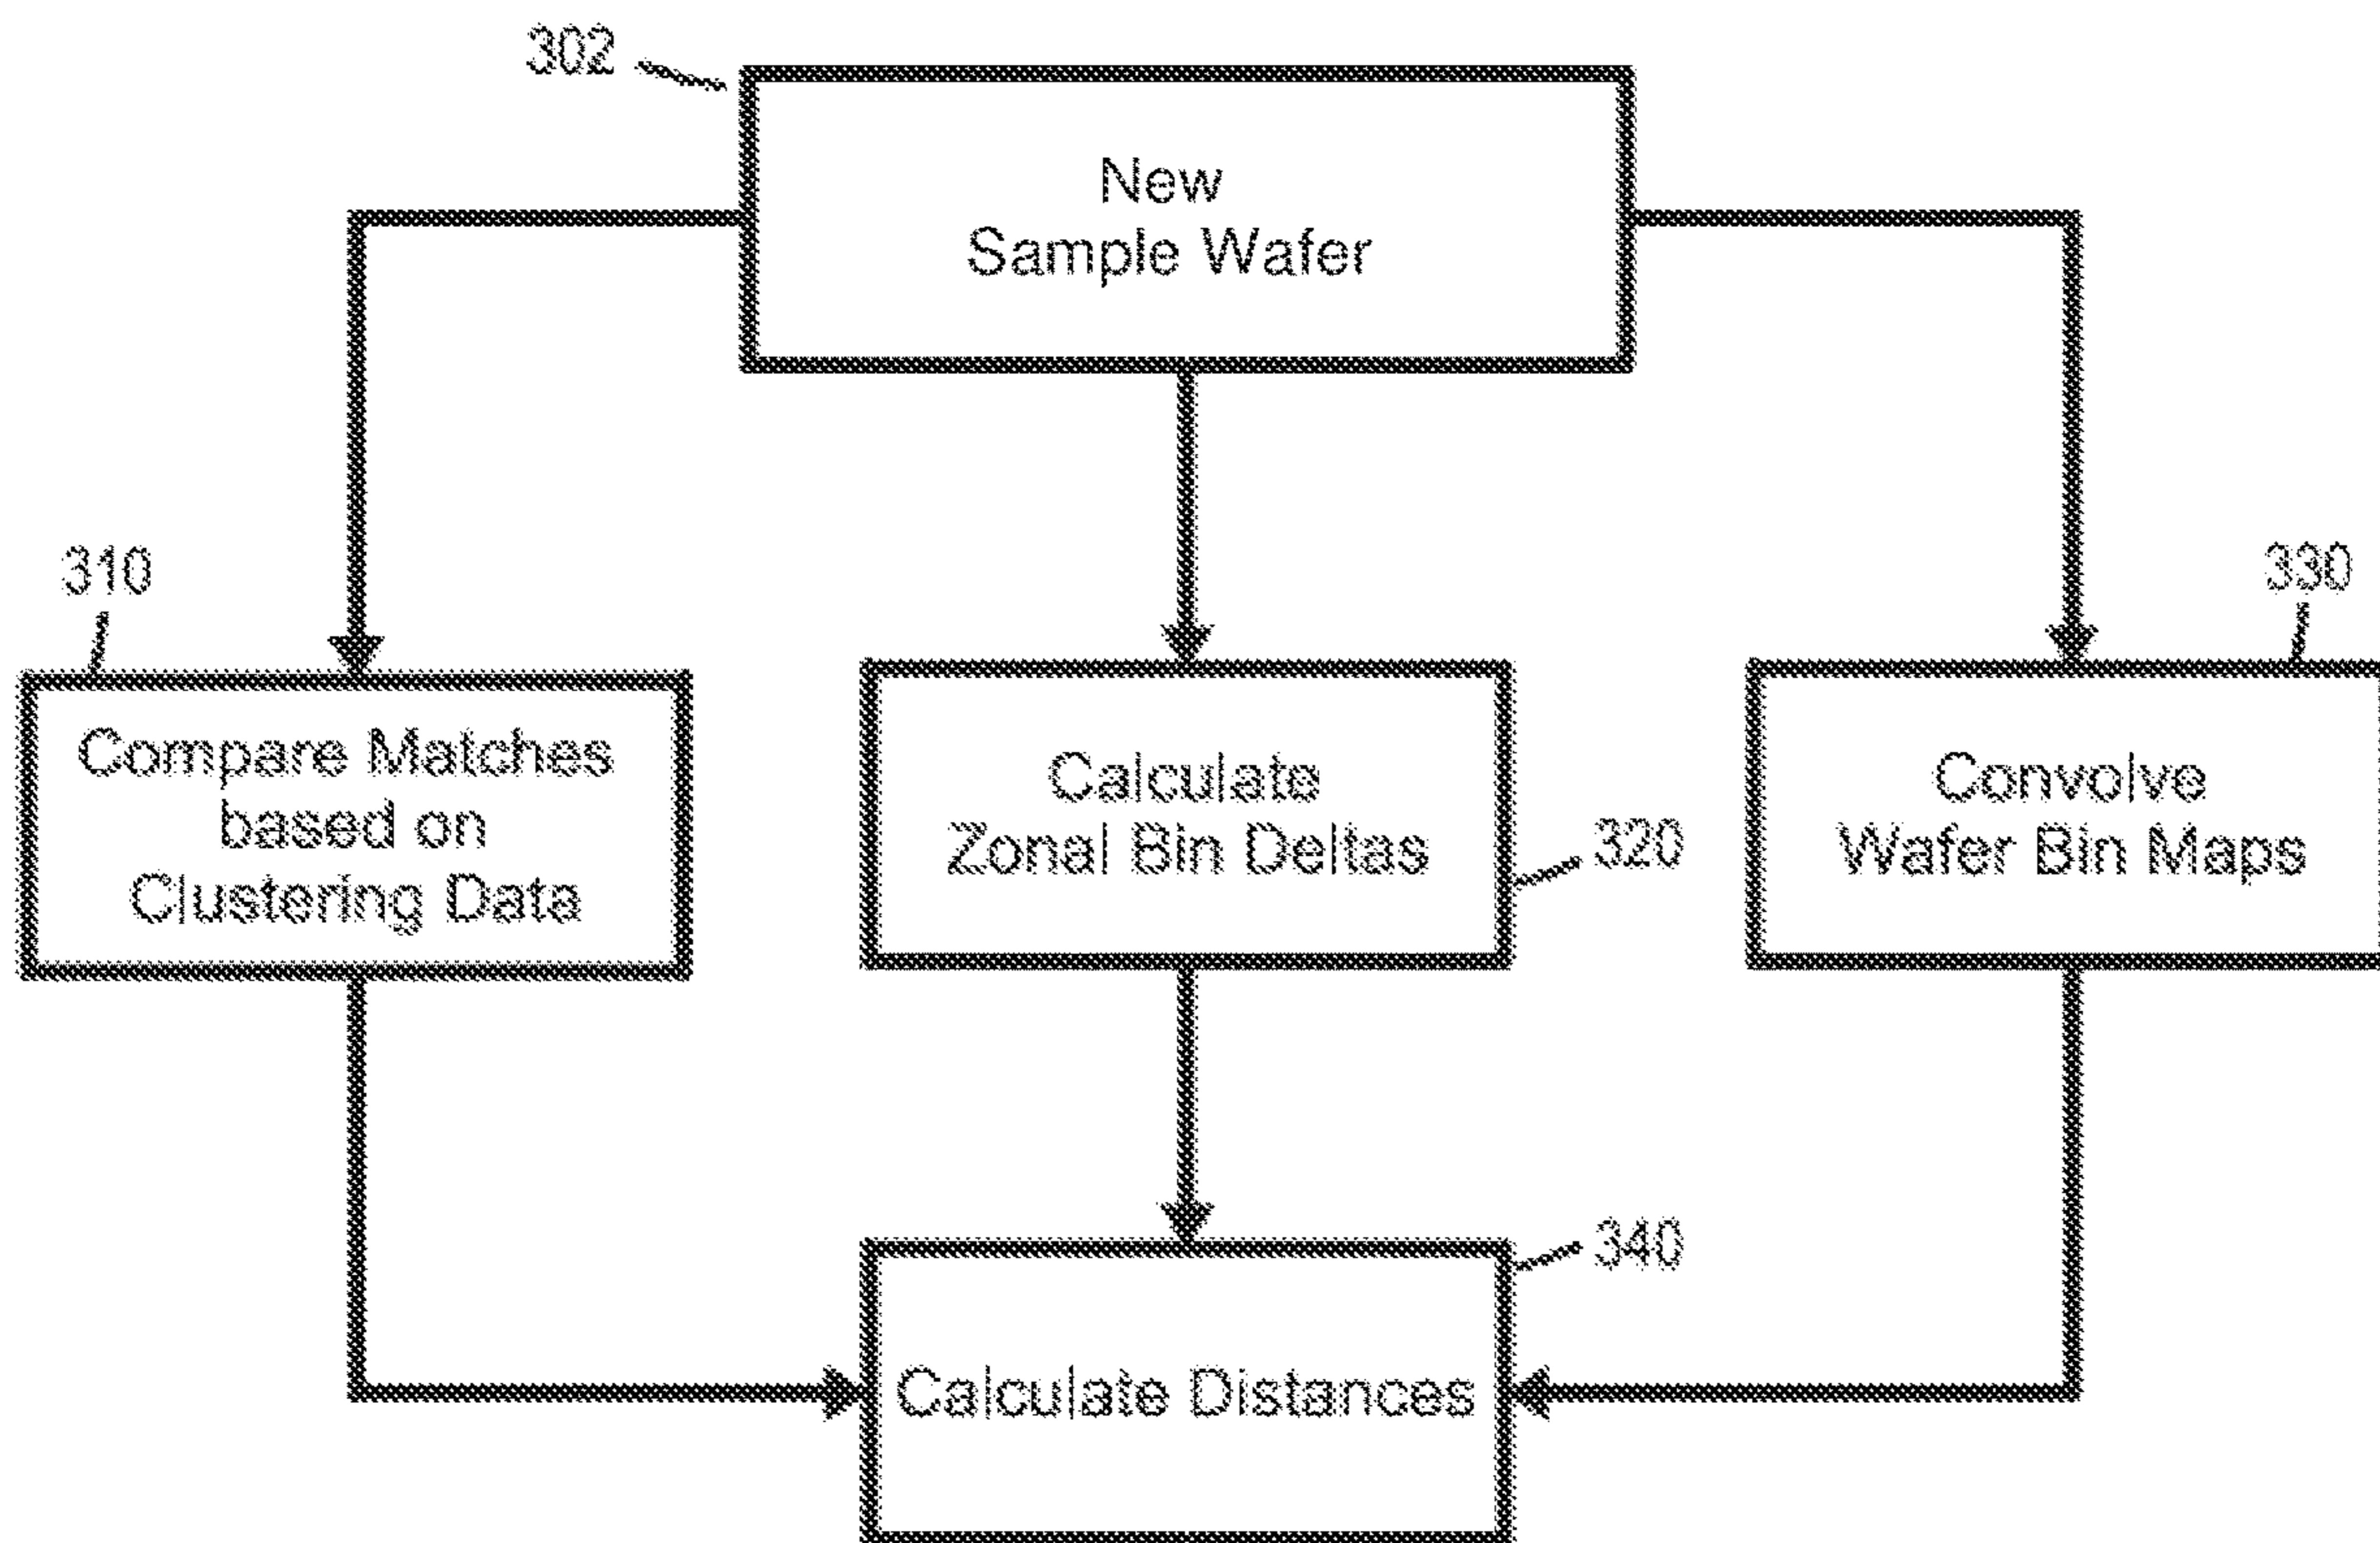 302
New
Sample Wafer
310
Compare Matches
based on
Clustering Data
Calculate
Zonal Bin Deltas
320
330
Convolve
Wafer Bin Maps
340
Calculate Distances